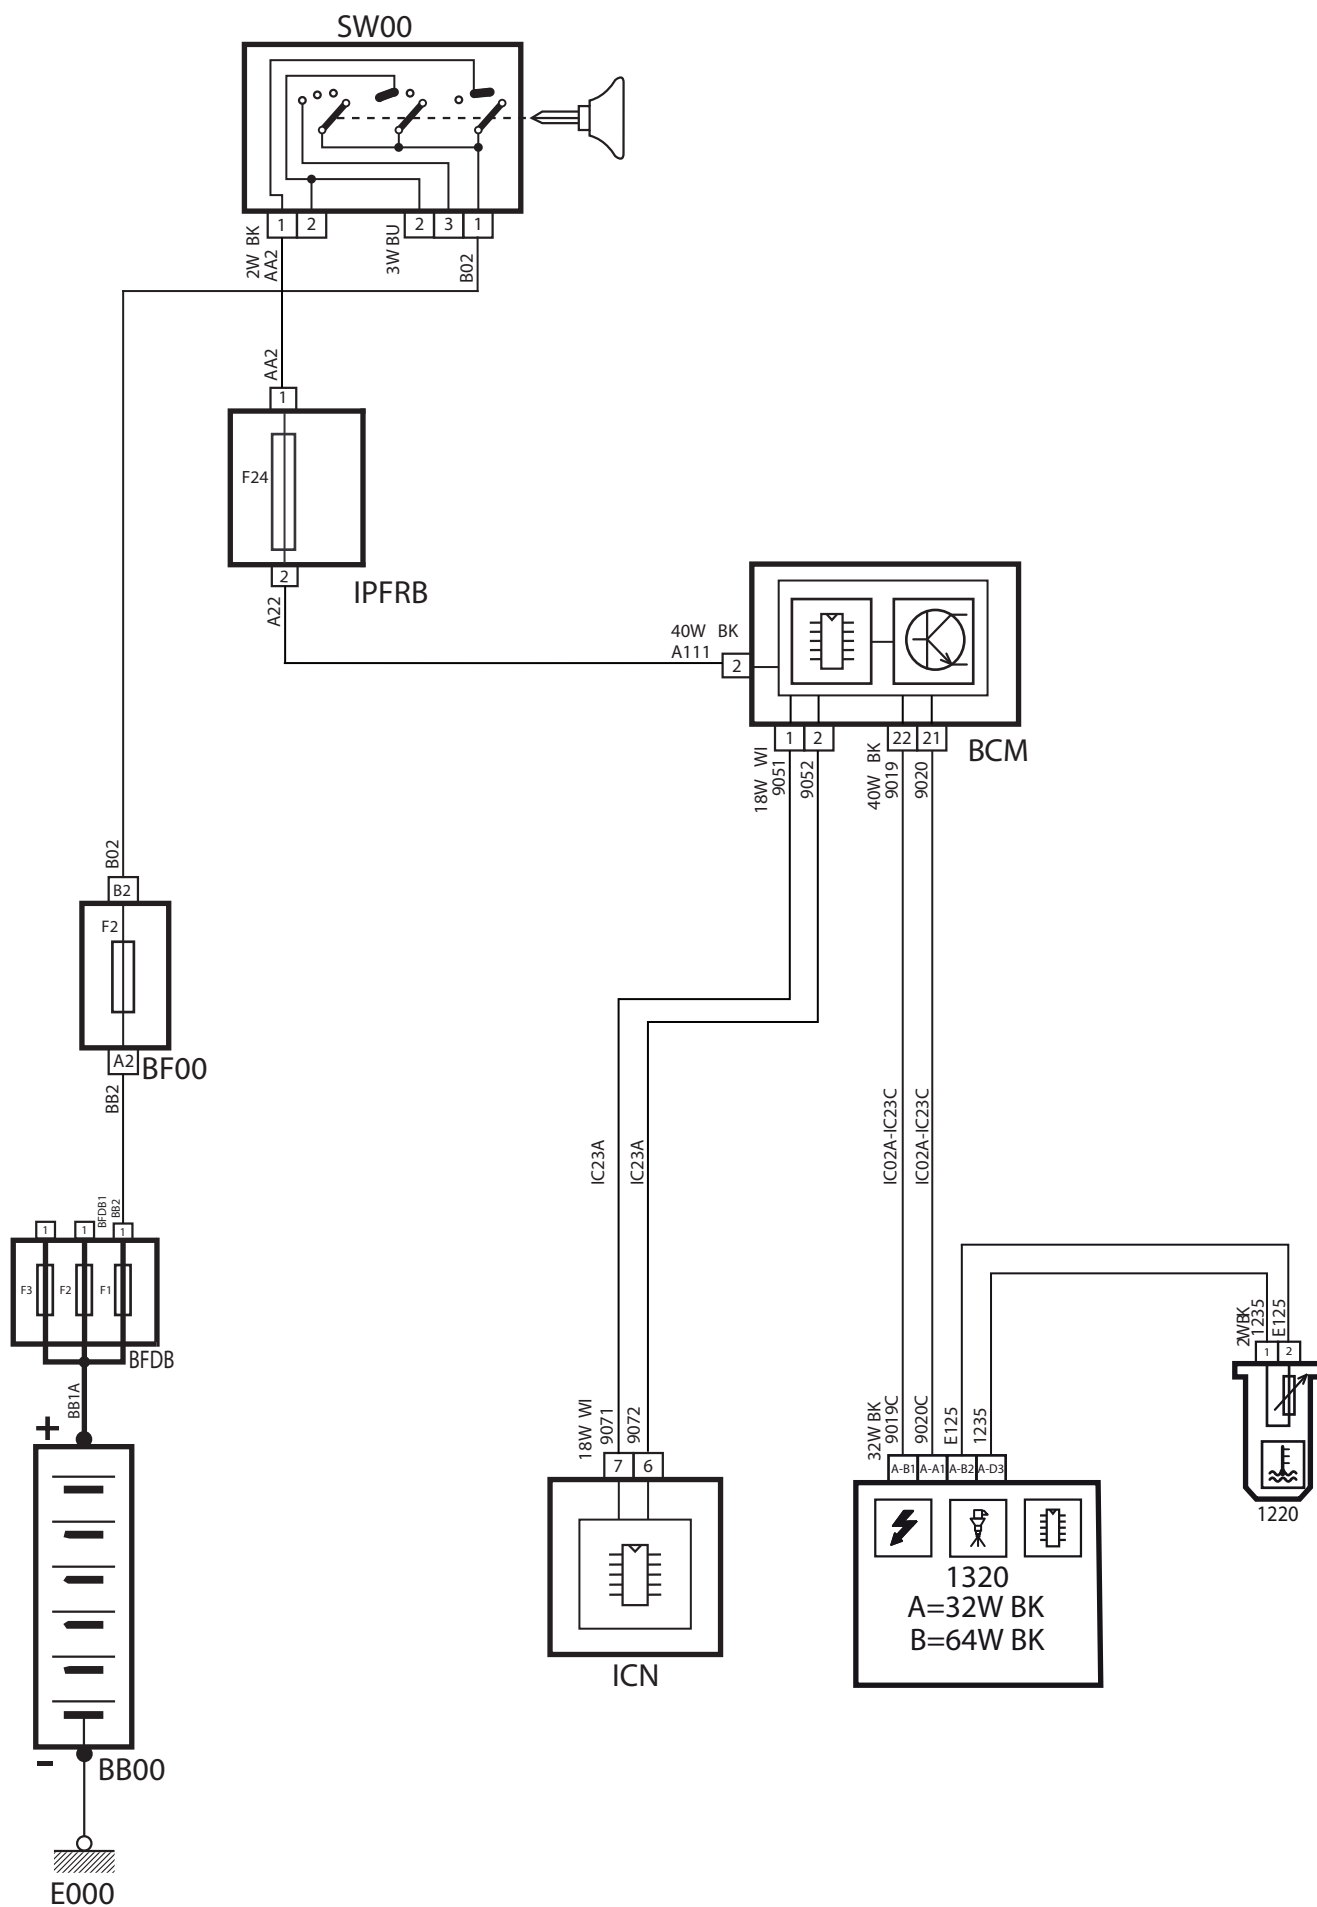 SW00
1
2
2
3
1
2W BK
AA2
3W BU
B02
AA2
1
F24
2
IPFRB
A22
40W BK
A111
2
1
2
22
21
BCM
18W WI
9051
9052
40W BK
9019
9020
B02
B2
F2
A2
BF00
BB2
IC23A
IC23A
IC02A-IC23C
IC02A-IC23C
BFDB1
BB2
1
1
1
F3
F2
F1
BFDB
BB1A
+
-
BB00
E000
18W WI
9071
9072
7
6
ICN
32W BK
9019C
9020C
E125
1235
A-B1
A-A1
A-B2
A-D3
1320
A=32W BK
B=64W BK
2WBK
1235
E125
1
2
1220